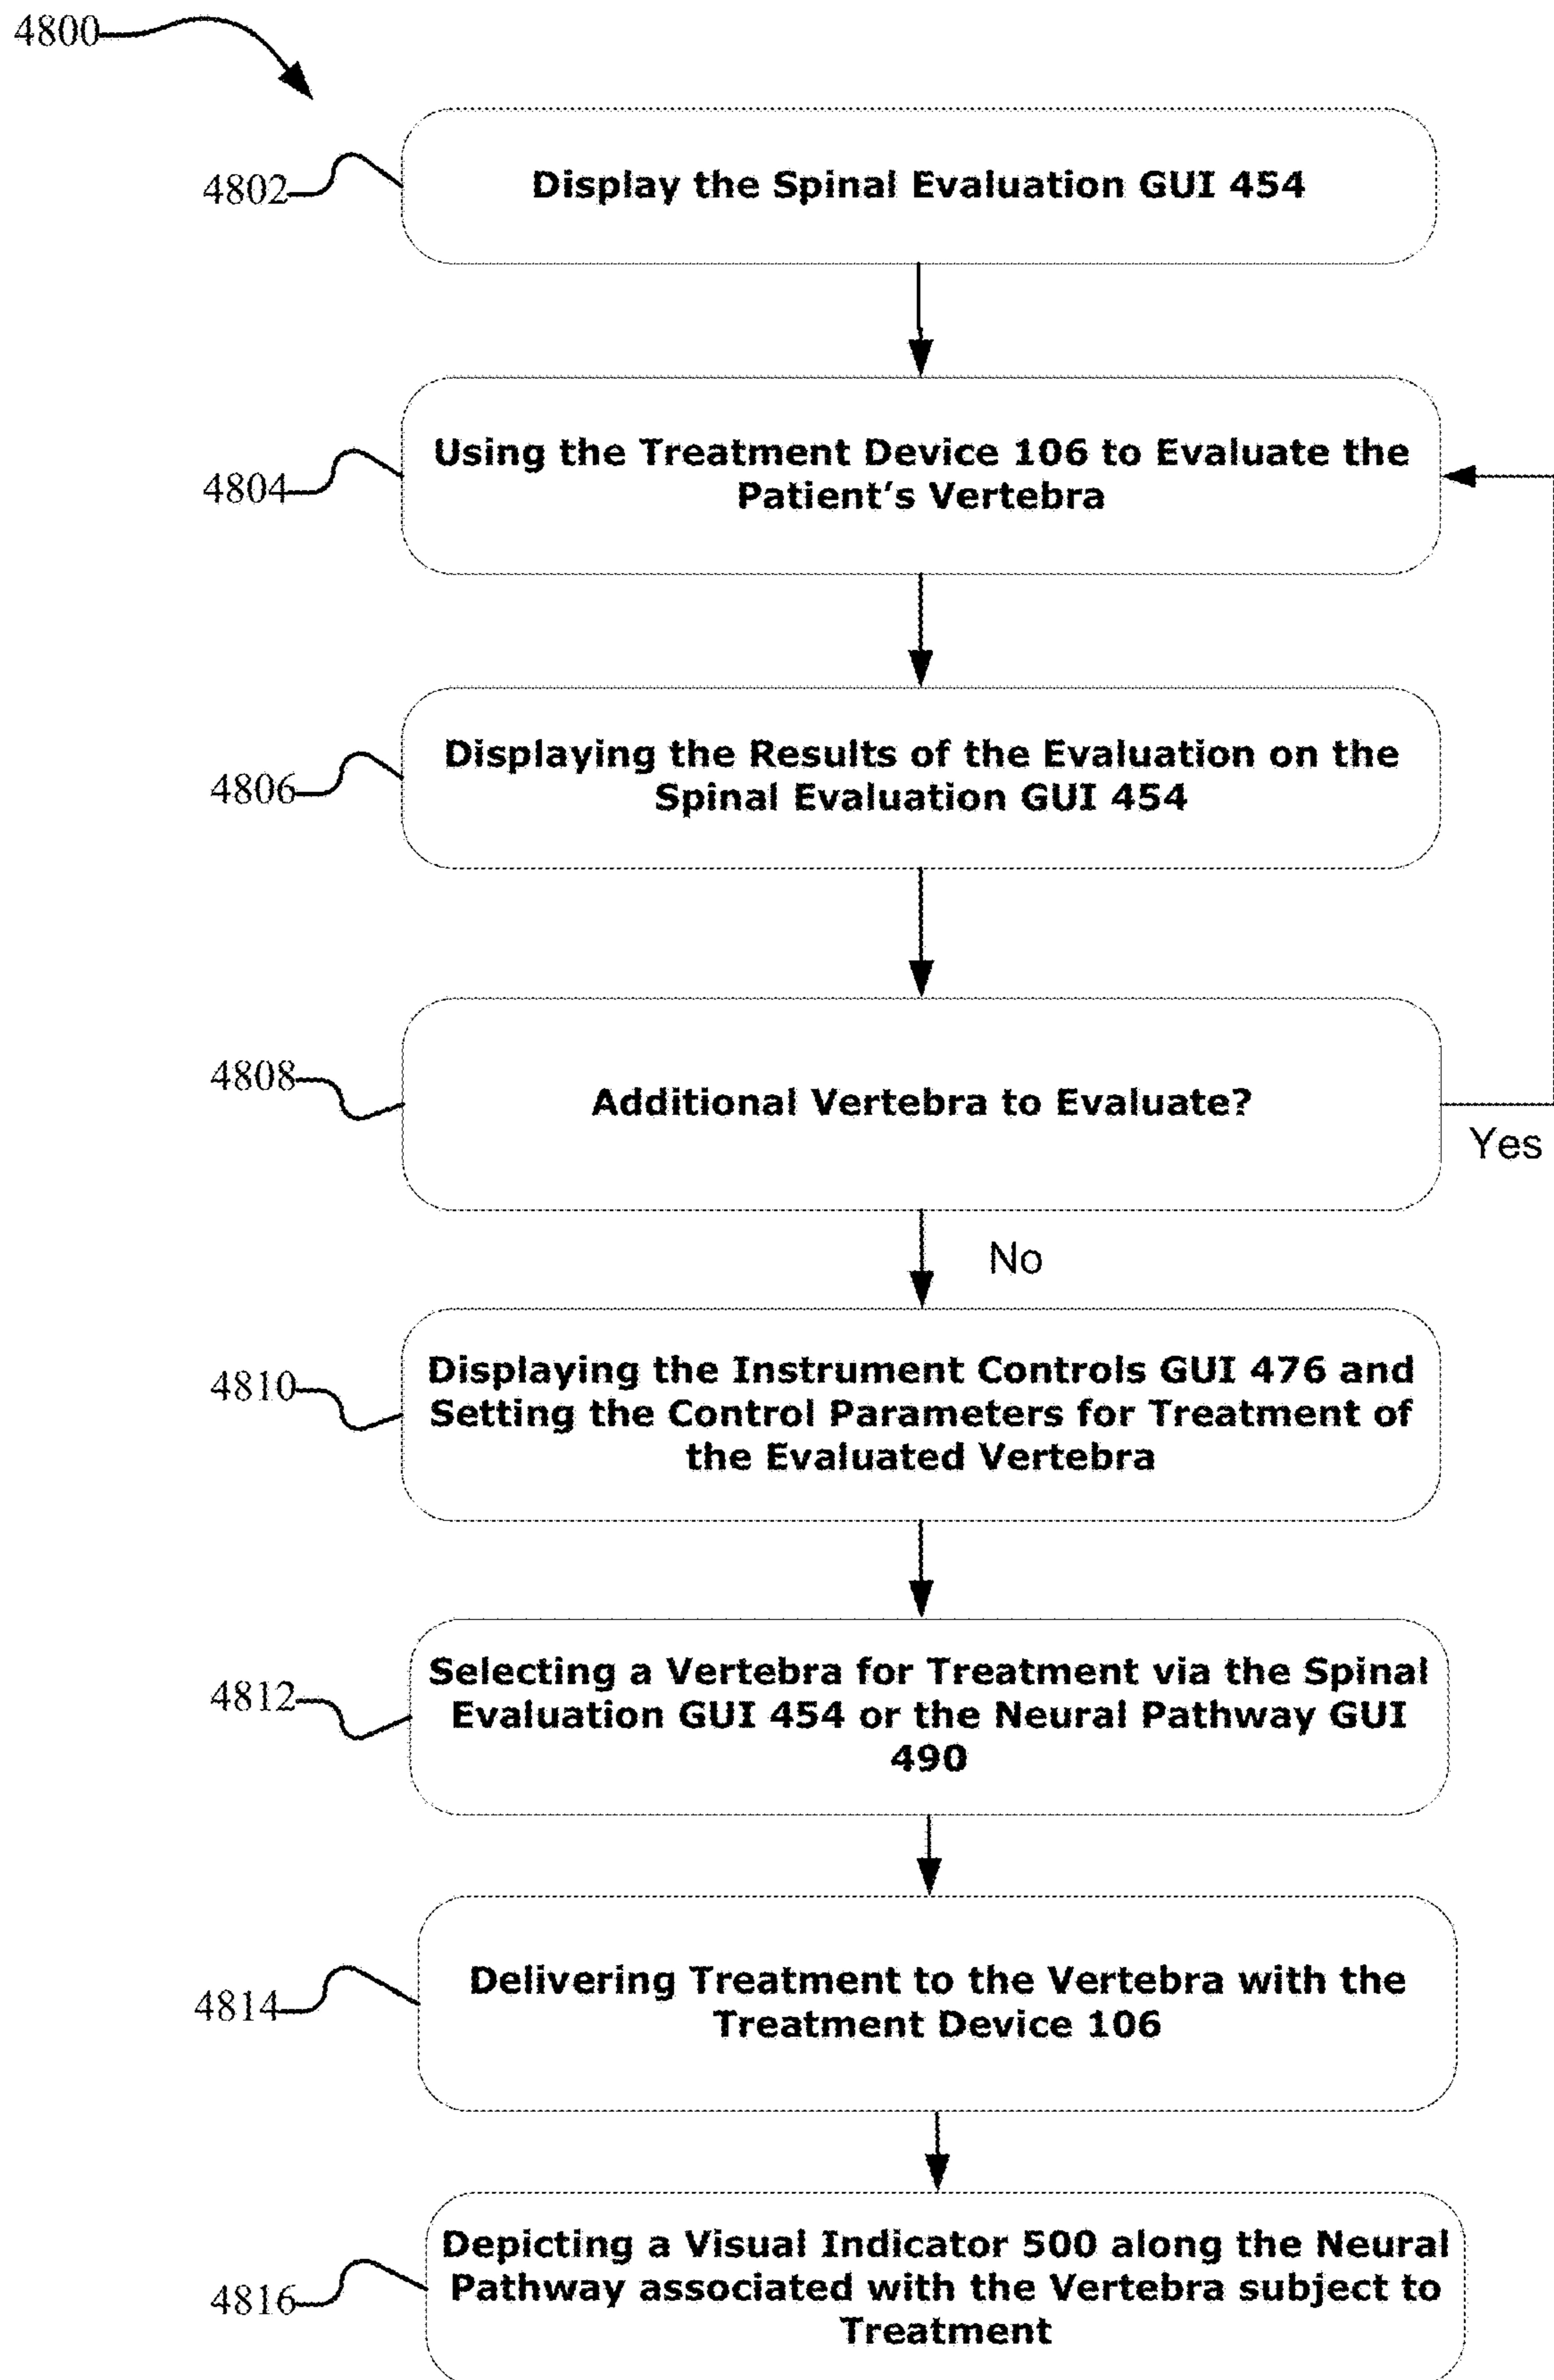 4800
4802
Display the Spinal Evaluation GUI 454
4804
Using the Treatment Device 106 to Evaluate the
Patient's Vertebra
4806
Displaying the Results of the Evaluation on the
Spinal Evaluation GUI 454
4808
Additional Vertebra to Evaluate?
Yes
No
4810
Displaying the Instrument Controls GUI 476 and
Setting the Control Parameters for Treatment of
the Evaluated Vertebra
4812
Selecting a Vertebra for Treatment via the Spinal
Evaluation GUI 454 or the Neural Pathway GUI
490
4814
Delivering Treatment to the Vertebra with the
Treatment Device 106
4816
Depicting a Visual Indicator 500 along the Neural
Pathway associated with the Vertebra subject to
Treatment